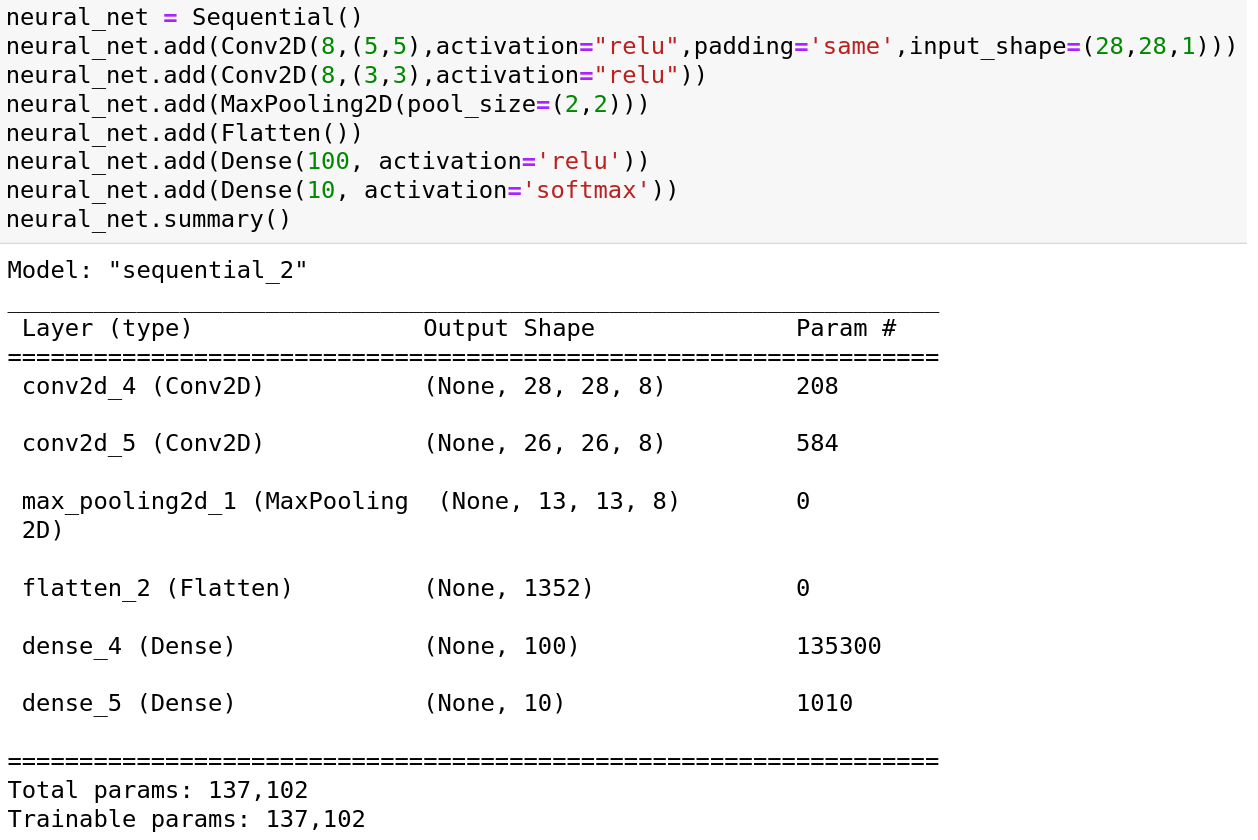 neural_net = Sequential()
neural_net.add(Conv2D(8,(5,5),activation="relu",padding='same',input_shape=(28,28,1)))
neural_net.add(Conv2D(8,(3,3),activation="relu"))
neural_net.add(MaxPooling2D(pool_size=(2,2)))
neural_net.add(Flatten())
neural_net.add(Dense(100, activation='relu'))
neural_net.add(Dense(10, activation='softmax'))
neural_net.summary()
Model: "sequential_2"
_________________________________________________________________
 Layer (type)                Output Shape              Param #
=================================================================
 conv2d_4 (Conv2D)           (None, 28, 28, 8)         208
 conv2d_5 (Conv2D)           (None, 26, 26, 8)         584
 max_pooling2d_1 (MaxPooling  (None, 13, 13, 8)        0
 2D)
 flatten_2 (Flatten)         (None, 1352)              0
 dense_4 (Dense)             (None, 100)               135300
 dense_5 (Dense)             (None, 10)                1010
=================================================================
Total params: 137,102
Trainable params: 137,102